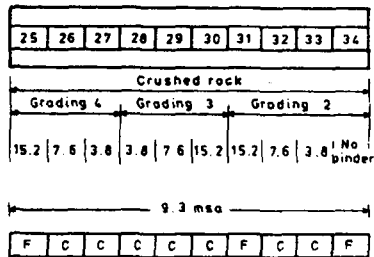 25 26 27 28 29 30 31 32 33 34
Crushed rock
Grading 4 Grading 3 Grading 2
15.2 7.6 3.8 3.8 7.6 15.2 15.2 7.6 3.8 No
binder
9.3 msa
F C C C C C F C C F